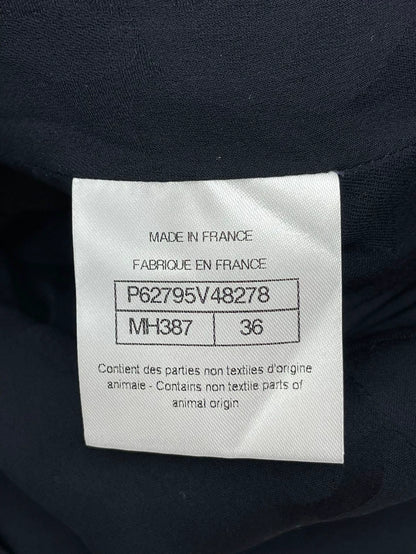 MADE IN FRANCE
FABRIQUE EN FRANCE
P62795V48278
MH387 36
Contient des parties non textiles d'origine
animale - Contains non textile parts of
animal origin